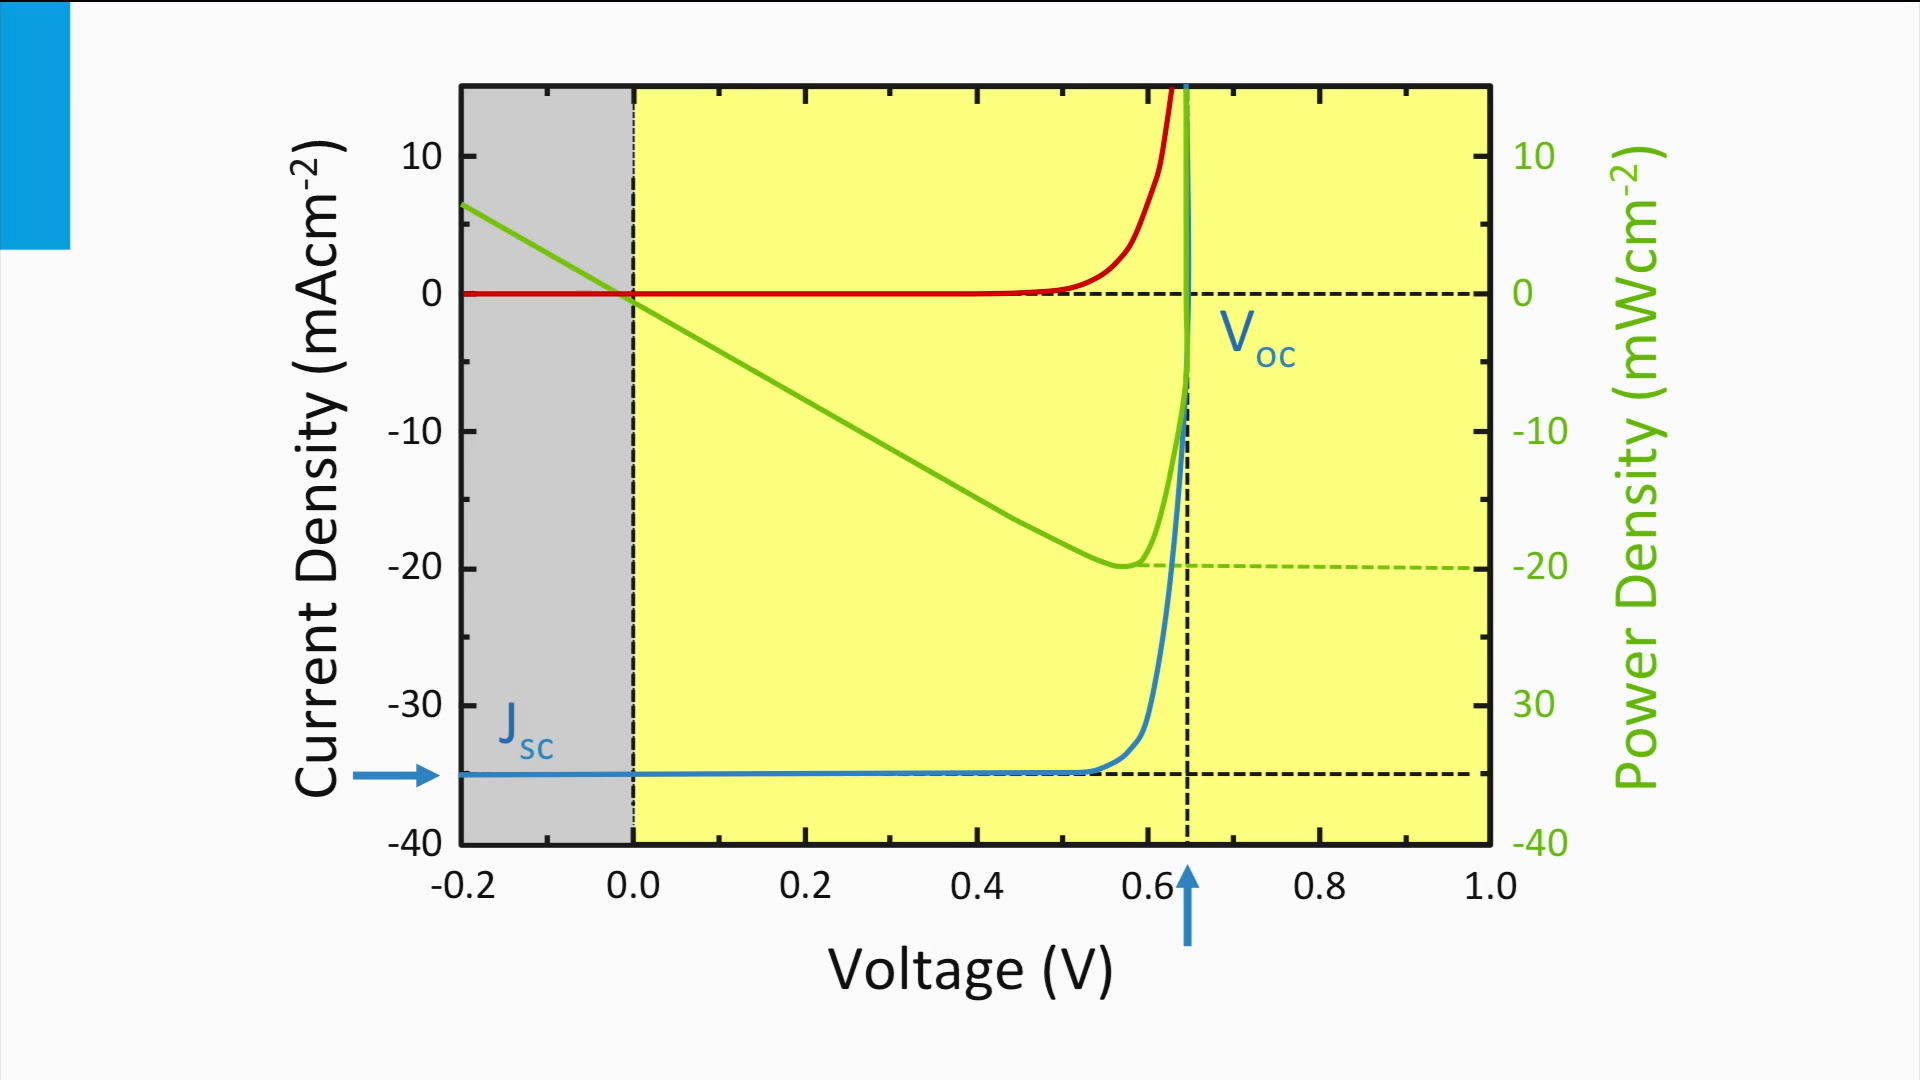 Current Density (mAcm⁻²)
10
0
-10
-20
-30
-40
Jsc
Voc
10
0
-10
-20
30
-40
Power Density (mWcm⁻²)
-0.2 0.0 0.2 0.4 0.6 0.8 1.0
Voltage (V)